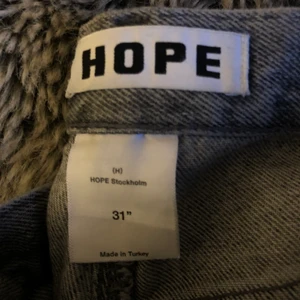 HOPE
(H)
HOPE Stockholm
31"
Made in Turkey